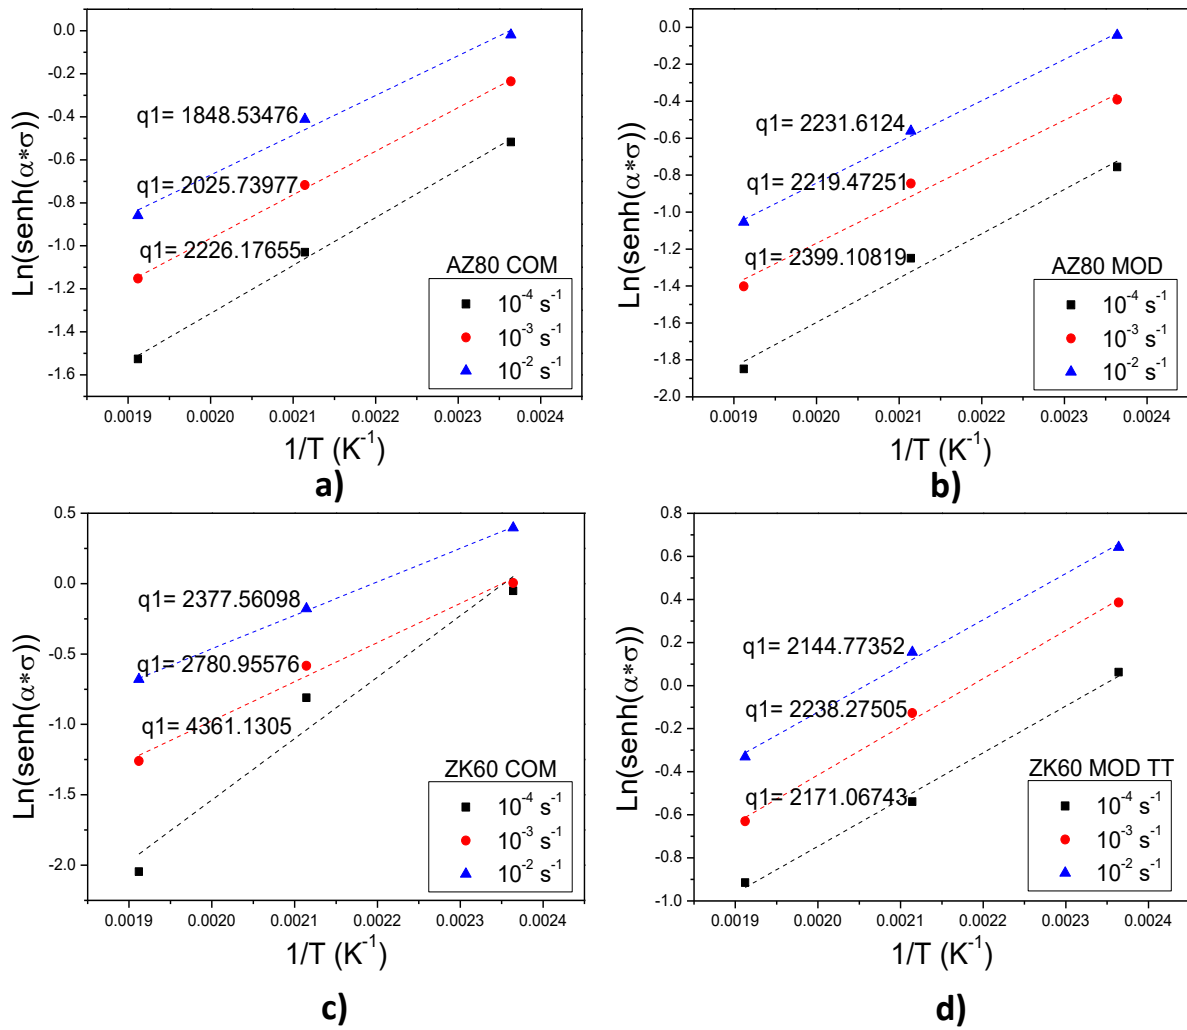 0.0
-0.2
-0.4
-0.6
-0.8
-1.0
-1.2
-1.4
-1.6
Ln(senh(α*σ))
q1= 1848.53476
q1= 2025.73977
q1= 2226.17655
AZ80 COM
10⁻⁴ s⁻¹
10⁻³ s⁻¹
10⁻² s⁻¹
0.0019 0.0020 0.0021 0.0022 0.0023 0.0024
1/T (K⁻¹)
a)
0.0
-0.2
-0.4
-0.6
-0.8
-1.0
-1.2
-1.4
-1.6
-1.8
-2.0
Ln(senh(α*σ))
q1= 2231.6124
q1= 2219.47251
q1= 2399.10819
AZ80 MOD
10⁻⁴ s⁻¹
10⁻³ s⁻¹
10⁻² s⁻¹
0.0019 0.0020 0.0021 0.0022 0.0023 0.0024
1/T (K⁻¹)
b)
0.5
0.0
-0.5
-1.0
-1.5
-2.0
Ln(senh(α*σ))
q1= 2377.56098
q1= 2780.95576
q1= 4361.1305
ZK60 COM
10⁻⁴ s⁻¹
10⁻³ s⁻¹
10⁻² s⁻¹
0.0019 0.0020 0.0021 0.0022 0.0023 0.0024
1/T (K⁻¹)
c)
0.8
0.6
0.4
0.2
0.0
-0.2
-0.4
-0.6
-0.8
-1.0
Ln(senh(α*σ))
q1= 2144.77352
q1= 2238.27505
q1= 2171.06743
ZK60 MOD TT
10⁻⁴ s⁻¹
10⁻³ s⁻¹
10⁻² s⁻¹
0.0019 0.0020 0.0021 0.0022 0.0023 0.0024
1/T (K⁻¹)
d)